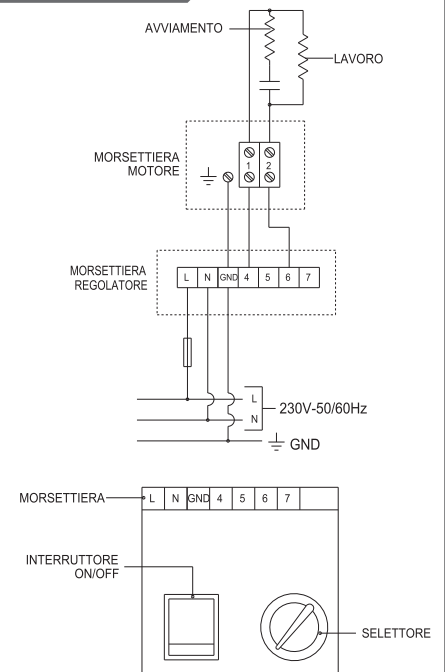 AVVIAMENTO
LAVORO
MORSETTIERA
MOTORE
1 2
MORSETTIERA
REGOLATORE
L N GND 4 5 6 7
L
N
230V-50/60Hz
GND
MORSETTIERA
L N GND 4 5 6 7
INTERRUTTORE
ON/OFF
SELETTORE